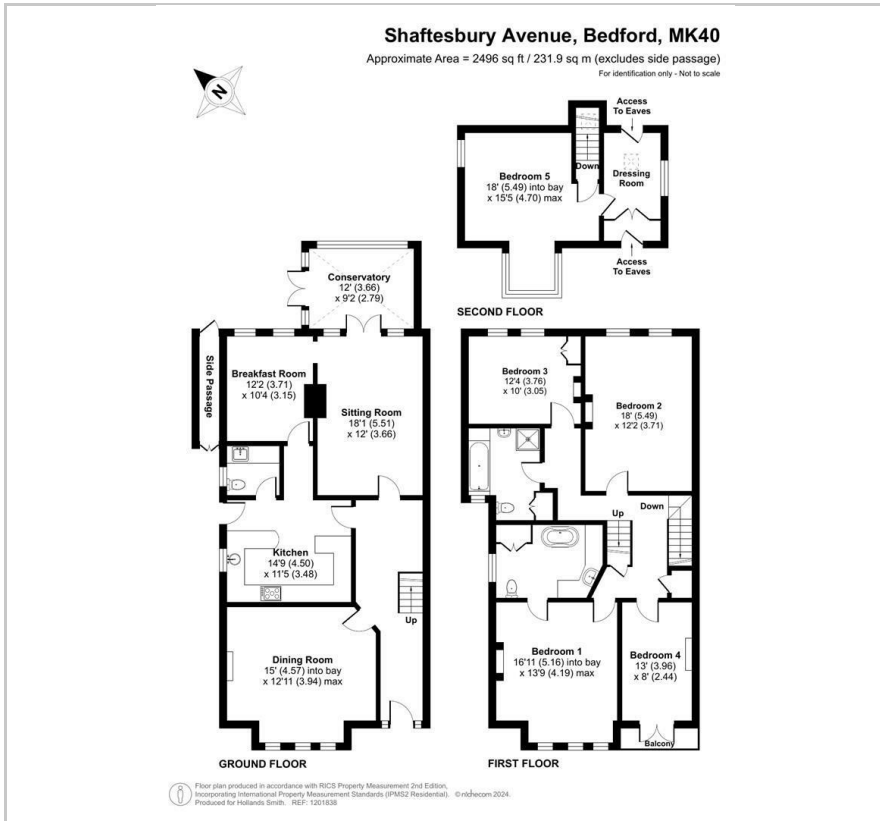 Shaftesbury Avenue, Bedford, MK40
Approximate Area = 2496 sq ft / 231.9 sq m (excludes side passage)
For identification only - Not to scale
N
Access
To Eaves
Down
Bedroom 5
18' (5.49) into bay
x 15'5 (4.70) max
Dressing
Room
Access
To Eaves
SECOND FLOOR
Conservatory
12' (3.66)
x 9'2 (2.79)
Side Passage
Breakfast Room
12'2 (3.71)
x 10'4 (3.15)
Sitting Room
18'1 (5.51)
x 12' (3.66)
Kitchen
14'9 (4.50)
x 11'5 (3.48)
Up
Dining Room
15' (4.57) into bay
x 12'11 (3.94) max
GROUND FLOOR
Bedroom 3
12'4 (3.76)
x 10' (3.05)
Bedroom 2
18' (5.49)
x 12'2 (3.71)
Up
Down
Bedroom 1
16'11 (5.16) into bay
x 13'9 (4.19) max
Bedroom 4
13' (3.96)
x 8' (2.44)
Balcony
FIRST FLOOR
Floor plan produced in accordance with RICS Property Measurement 2nd Edition,
Incorporating International Property Measurement Standards (IPMS2 Residential). © nichecom 2024.
Produced for Hollands Smith. REF: 1201838